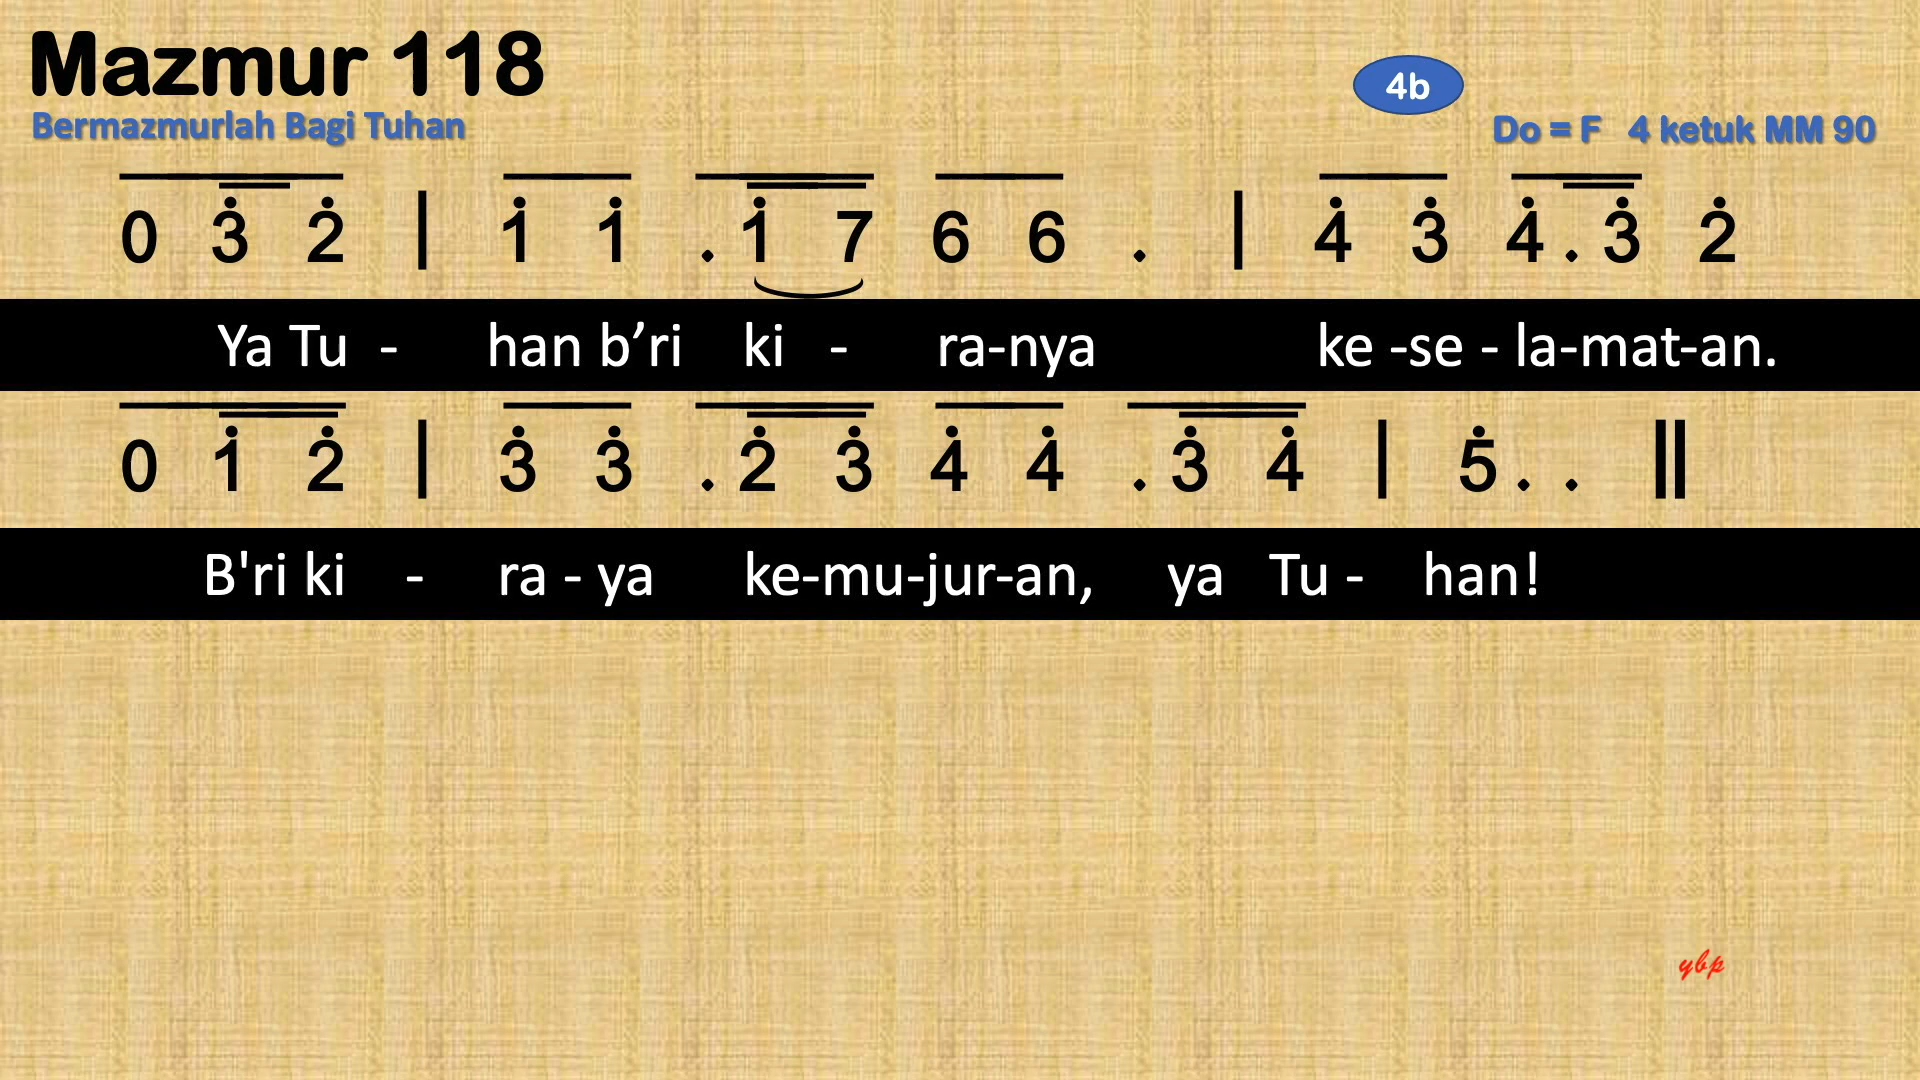 Mazmur 118
Bermazmurlah Bagi Tuhan
4b
Do = F 4 ketuk MM 90
0 3̇ 2̇ | 1̇ 1̇ . 1̇ 7 6 6 . | 4̇ 3̇ 4̇ . 3̇ 2̇
Ya Tu - han b’ri ki - ra-nya ke -se - la-mat-an.
0 1̇ 2̇ | 3̇ 3̇ . 2̇ 3̇ 4̇ 4̇ . 3̇ 4̇ | 5̇ . . ||
B'ri ki - ra - ya ke-mu-jur-an, ya Tu - han!
ybp